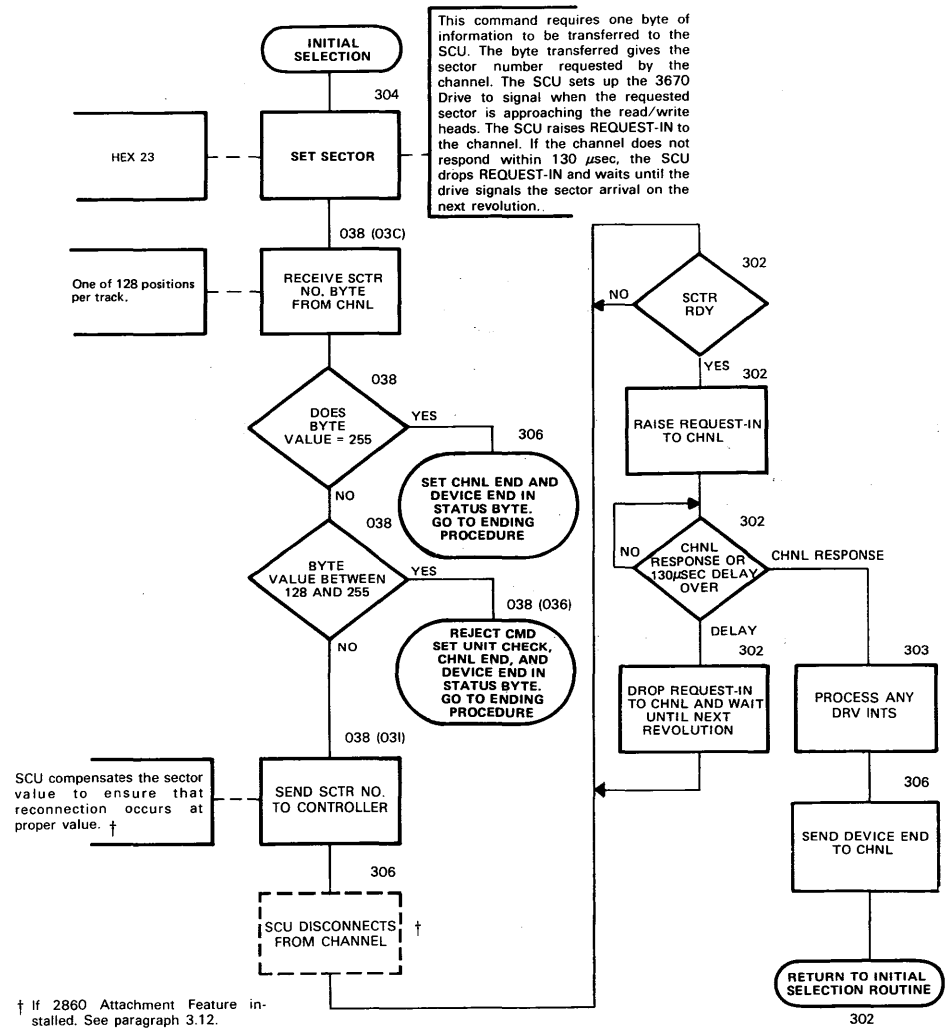 INITIAL
SELECTION
This command requires one byte of
information to be transferred to the
SCU. The byte transferred gives the
sector number requested by the
channel. The SCU sets up the 3670
Drive to signal when the requested
sector is approaching the read/write
heads. The SCU raises REQUEST-IN to
the channel. If the channel does not
respond within 130 μsec, the SCU
drops REQUEST-IN and waits until the
drive signals the sector arrival on the
next revolution.
304
HEX 23
SET SECTOR
038 (03C)
One of 128 positions
per track.
RECEIVE SCTR
NO. BYTE
FROM CHNL
038
DOES
BYTE
VALUE = 255
YES
306
SET CHNL END AND
DEVICE END IN
STATUS BYTE.
GO TO ENDING
PROCEDURE
NO
038
BYTE
VALUE BETWEEN
128 AND 255
YES
038 (036)
REJECT CMD
SET UNIT CHECK,
CHNL END, AND
DEVICE END IN
STATUS BYTE.
GO TO ENDING
PROCEDURE
NO
038 (03I)
SCU compensates the sector
value to ensure that
reconnection occurs at
proper value. †
SEND SCTR NO.
TO CONTROLLER
306
SCU DISCONNECTS
FROM CHANNEL
†
302
SCTR
RDY
NO
YES
302
RAISE REQUEST-IN
TO CHNL
302
CHNL
RESPONSE OR
130μSEC DELAY
OVER
NO
CHNL RESPONSE
DELAY
302
DROP REQUEST-IN
TO CHNL AND WAIT
UNTIL NEXT
REVOLUTION
303
PROCESS ANY
DRV INTS
306
SEND DEVICE END
TO CHNL
RETURN TO INITIAL
SELECTION ROUTINE
302
† If 2860 Attachment Feature in-
stalled. See paragraph 3.12.